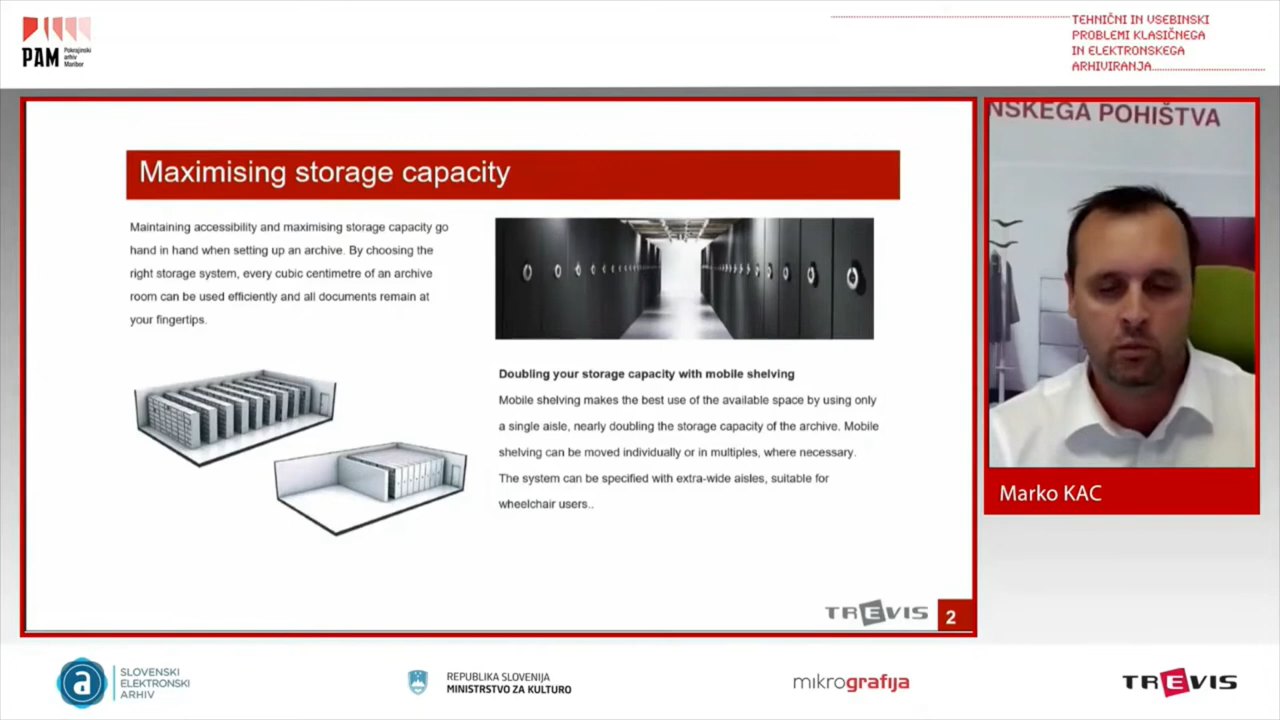 PAM
Pokrajinski
arhiv
Maribor
TEHNIČNI IN VSEBINSKI
PROBLEMI KLASIČNEGA
IN ELEKTRONSKEGA
ARHIVIRANJA
Maximising storage capacity
Maintaining accessibility and maximising storage capacity go
hand in hand when setting up an archive. By choosing the
right storage system, every cubic centimetre of an archive
room can be used efficiently and all documents remain at
your fingertips.
Doubling your storage capacity with mobile shelving
Mobile shelving makes the best use of the available space by using only
a single aisle, nearly doubling the storage capacity of the archive. Mobile
shelving can be moved individually or in multiples, where necessary.
The system can be specified with extra-wide aisles, suitable for
wheelchair users..
TREVIS
2
NSKEGA POHIŠTVA
Marko KAC
a
SLOVENSKI
ELEKTRONSKI
ARHIV
REPUBLIKA SLOVENIJA
MINISTRSTVO ZA KULTURO
mikrografija
TREVIS